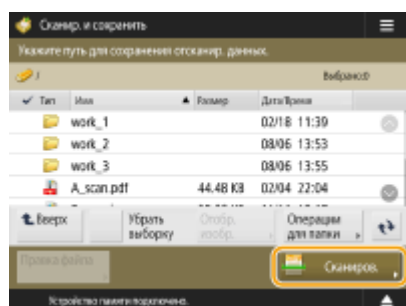 Сканир. и сохранить
Укажите путь для сохранения отсканир. данных.
/ Выбрано:0
Тип Имя ▲ Размер Дата/Время
work_1 02/18 11:39
work_2 08/06 13:53
work_3 08/06 13:55
A_scan.pdf 44.48 KB 02/04 22:04
Вверх
Убрать выборку
Отобр. изобр.
Операции для папки
Правка файла
Сканиров.
Устройство памяти подключено.